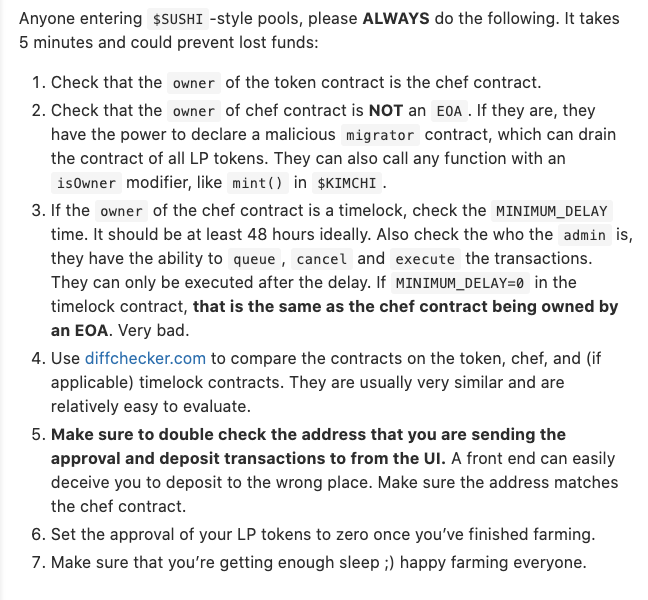 Anyone entering $SUSHI -style pools, please ALWAYS do the following. It takes
5 minutes and could prevent lost funds:
1. Check that the owner of the token contract is the chef contract.
2. Check that the owner of chef contract is NOT an EOA . If they are, they
have the power to declare a malicious migrator contract, which can drain
the contract of all LP tokens. They can also call any function with an
isOwner modifier, like mint() in $KIMCHI .
3. If the owner of the chef contract is a timelock, check the MINIMUM_DELAY
time. It should be at least 48 hours ideally. Also check the who the admin is,
they have the ability to queue , cancel and execute the transactions.
They can only be executed after the delay. If MINIMUM_DELAY=0 in the
timelock contract, that is the same as the chef contract being owned by
an EOA. Very bad.
4. Use diffchecker.com to compare the contracts on the token, chef, and (if
applicable) timelock contracts. They are usually very similar and are
relatively easy to evaluate.
5. Make sure to double check the address that you are sending the
approval and deposit transactions to from the UI. A front end can easily
deceive you to deposit to the wrong place. Make sure the address matches
the chef contract.
6. Set the approval of your LP tokens to zero once you've finished farming.
7. Make sure that you're getting enough sleep ;) happy farming everyone.